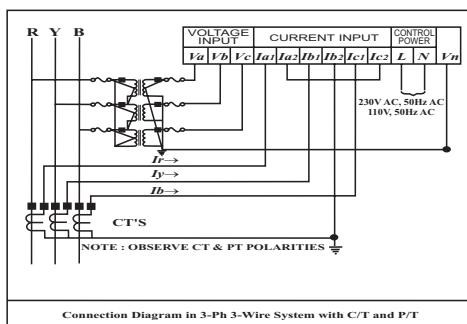 R Y B
VOLTAGE INPUT
CURRENT INPUT
CONTROL POWER
Va Vb Vc Ia1 Ia2 Ib1 Ib2 Ic1 Ic2 L N Vn
230V AC, 50Hz AC
110V, 50Hz AC
Ir→
Iy→
Ib→
CT'S
NOTE : OBSERVE CT & PT POLARITIES
Connection Diagram in 3-Ph 3-Wire System with C/T and P/T